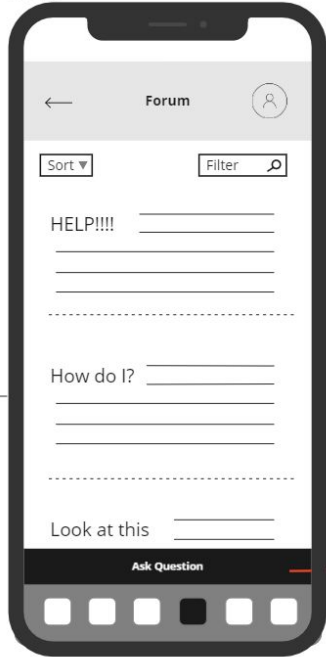 Forum
Sort ▼
Filter
HELP!!!!
How do I?
Look at this
Ask Question